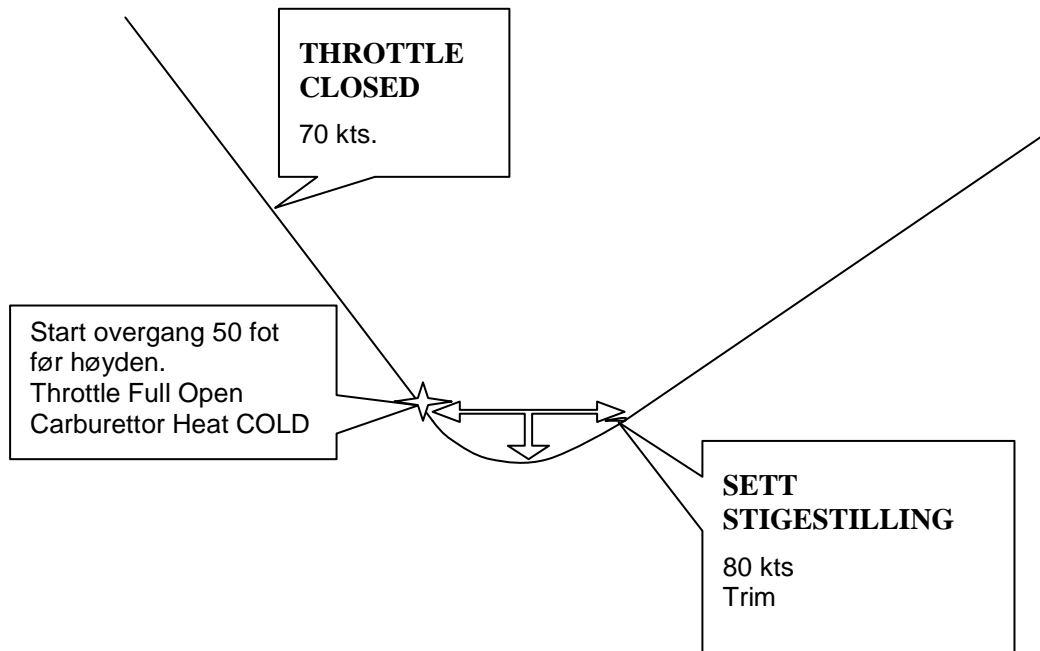 THROTTLE
CLOSED
70 kts.
Start overgang 50 fot
før høyden.
Throttle Full Open
Carburettor Heat COLD
SETT
STIGESTILLING
80 kts
Trim